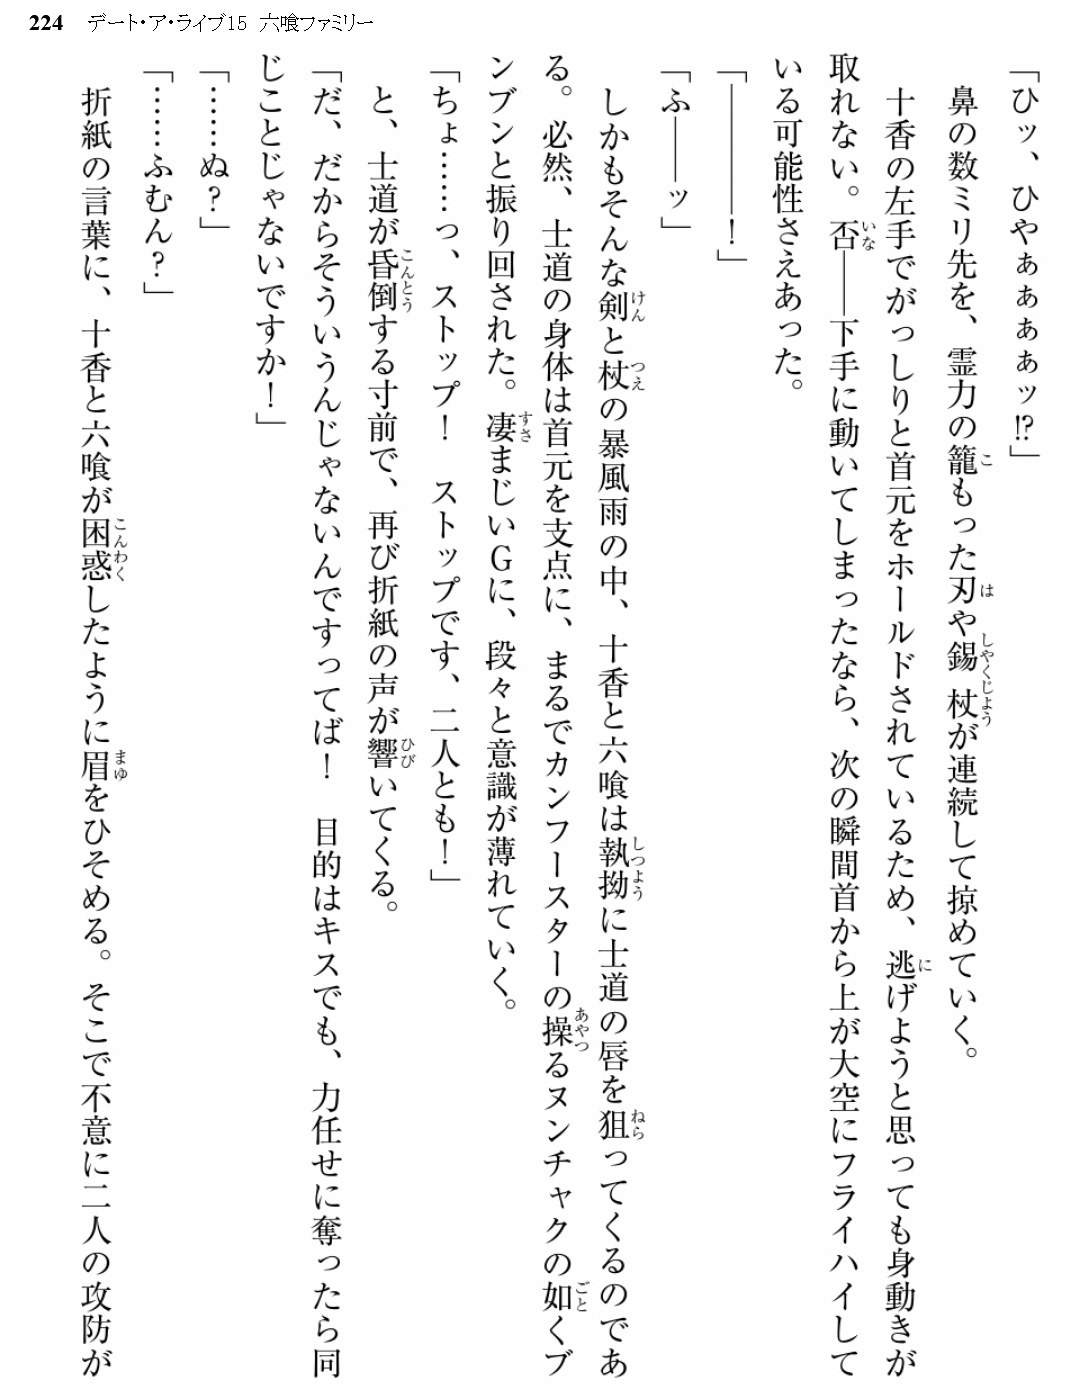 224 デート・ア・ライブ15 六喰ファミリー
「ひッ、ひやぁぁぁぁッ!?」
鼻の数ミリ先を、霊力の籠もった刃や錫杖が連続して掠めていく。
十香の左手でがっしりと首元をホールドされているため、逃げようと思っても身動きが
取れない。否――下手に動いてしまったなら、次の瞬間首から上が大空にフライハイして
いる可能性さえあった。
「――――!」
「ふ――ッ」
しかもそんな剣と杖の暴風雨の中、十香と六喰は執拗に士道の唇を狙ってくるのであ
る。必然、士道の身体は首元を支点に、まるでカンフースターの操るヌンチャクの如くブ
ンブンと振り回された。凄まじいGに、段々と意識が薄れていく。
「ちょ……っ、ストップ! ストップです、二人とも!」
と、士道が昏倒する寸前で、再び折紙の声が響いてくる。
「だ、だからそういうんじゃないんですってば! 目的はキスでも、力任せに奪ったら同
じことじゃないですか!」
「……ぬ?」
「……ふむん?」
折紙の言葉に、十香と六喰が困惑したように眉をひそめる。そこで不意に二人の攻防が